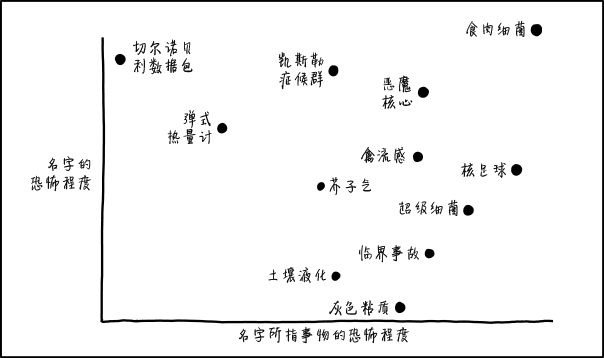 食肉细菌
切尔诺贝
利数据包
凯斯勒
症候群
恶魔
核心
弹式
热量计
禽流感
核足球
名字的
恐怖程度
芥子气
超级细菌
临界事故
土壤液化
灰色粘质
名字所指事物的恐怖程度